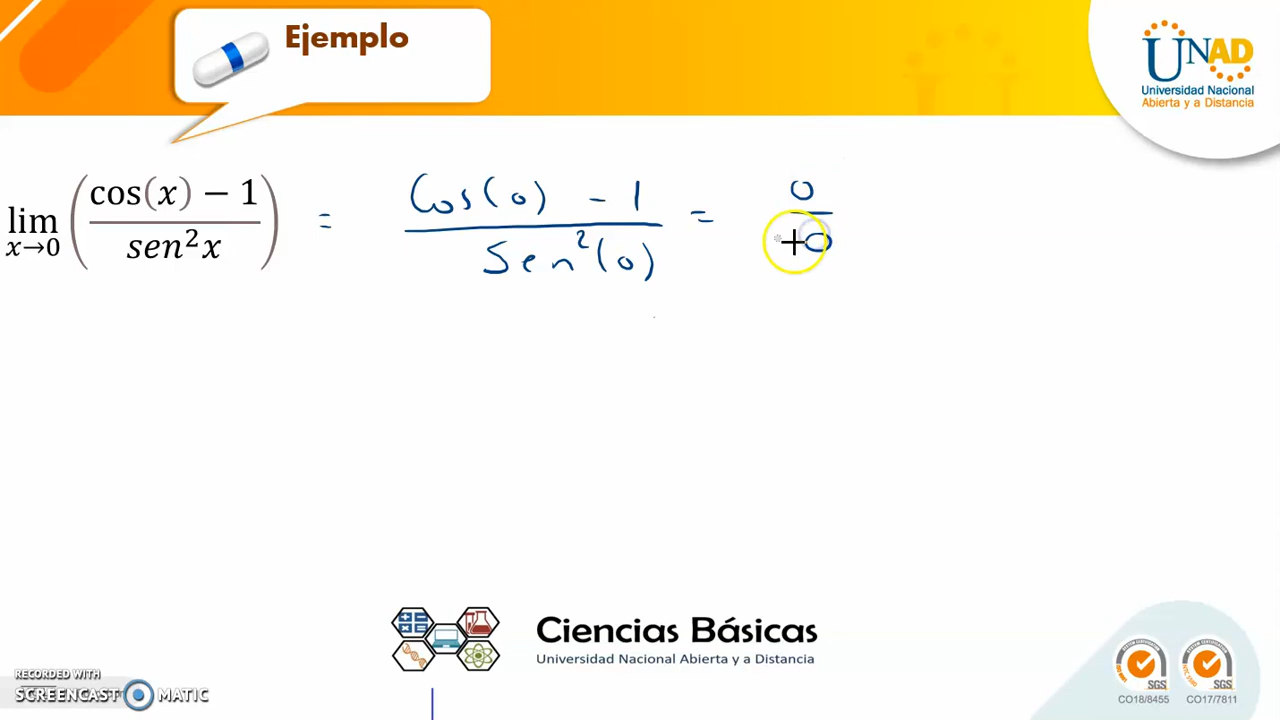 Ejemplo
UNAD
Universidad Nacional
Abierta y a Distancia
lim x→0 (cos(x) − 1 / sen²x) = Cos(0) - 1 / Sen²(0) = 0 / 0
Ciencias Básicas
Universidad Nacional Abierta y a Distancia
RECORDED WITH
SCREENCAST MATIC
SGS
SGS
CO18/8455
CO17/7811